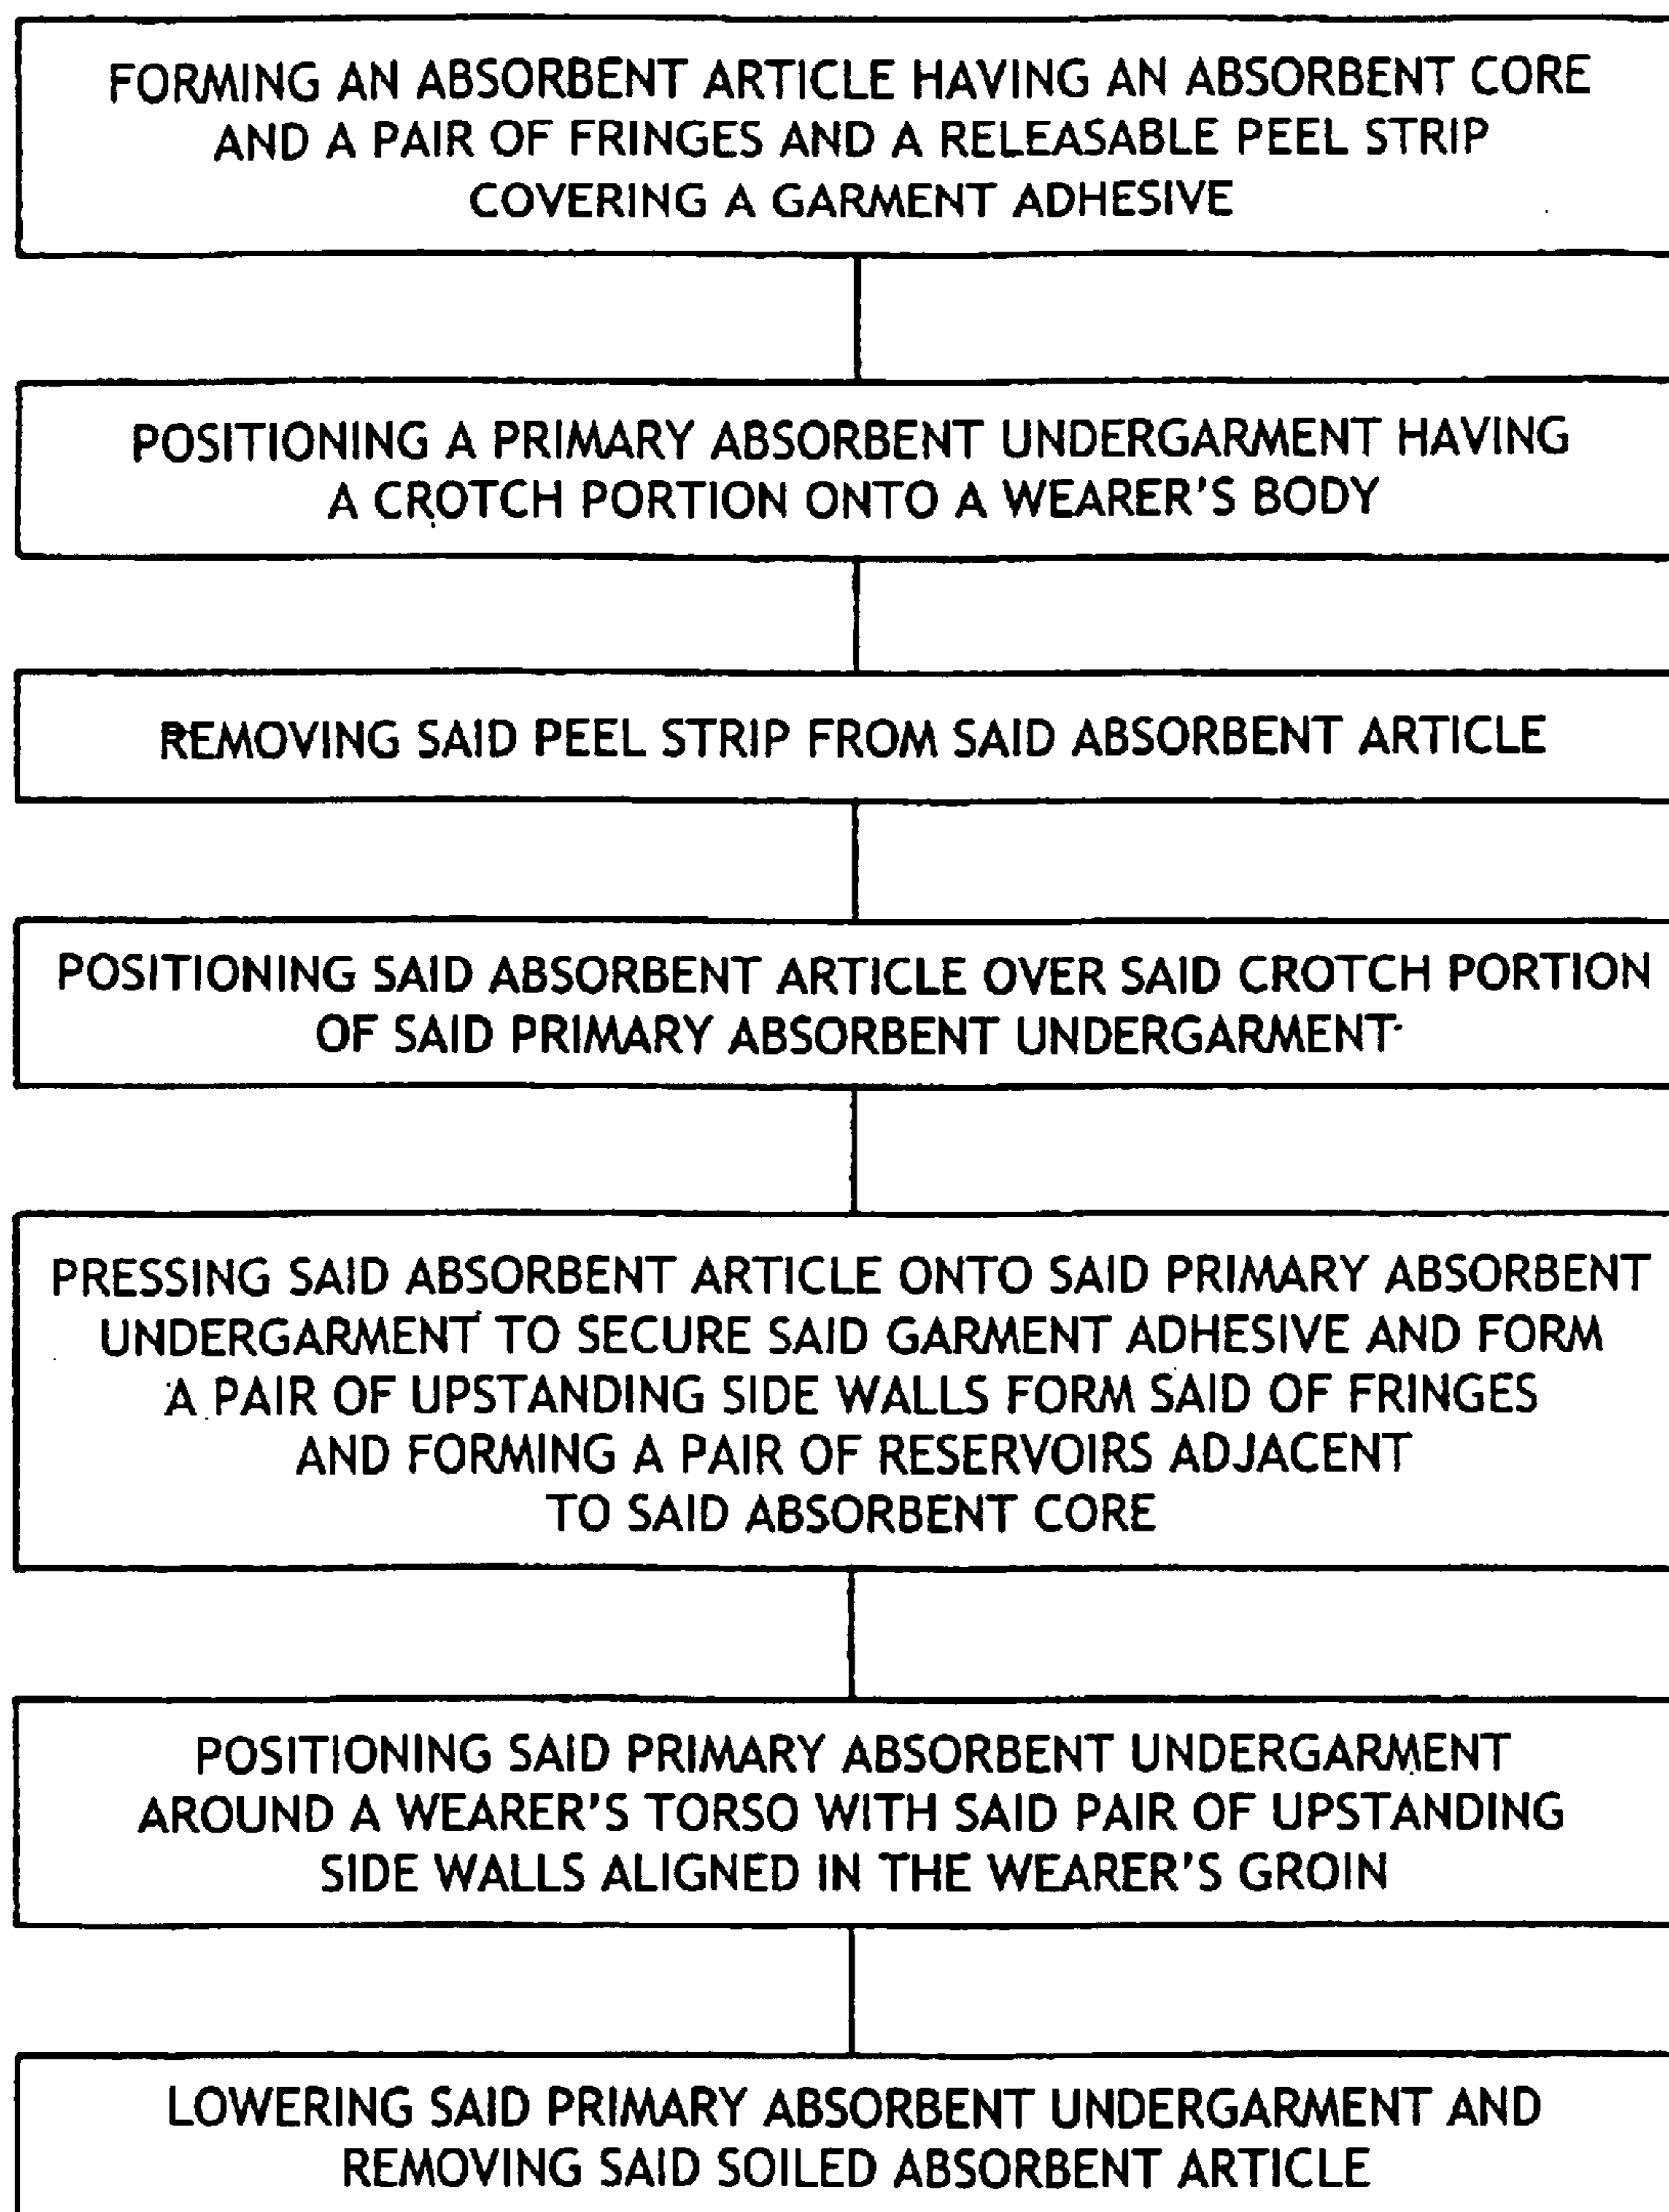 FORMING AN ABSORBENT ARTICLE HAVING AN ABSORBENT CORE
AND A PAIR OF FRINGES AND A RELEASABLE PEEL STRIP
COVERING A GARMENT ADHESIVE
POSITIONING A PRIMARY ABSORBENT UNDERGARMENT HAVING
A CROTCH PORTION ONTO A WEARER'S BODY
REMOVING SAID PEEL STRIP FROM SAID ABSORBENT ARTICLE
POSITIONING SAID ABSORBENT ARTICLE OVER SAID CROTCH PORTION
OF SAID PRIMARY ABSORBENT UNDERGARMENT
PRESSING SAID ABSORBENT ARTICLE ONTO SAID PRIMARY ABSORBENT
UNDERGARMENT TO SECURE SAID GARMENT ADHESIVE AND FORM
A PAIR OF UPSTANDING SIDE WALLS FORM SAID OF FRINGES
AND FORMING A PAIR OF RESERVOIRS ADJACENT
TO SAID ABSORBENT CORE
POSITIONING SAID PRIMARY ABSORBENT UNDERGARMENT
AROUND A WEARER'S TORSO WITH SAID PAIR OF UPSTANDING
SIDE WALLS ALIGNED IN THE WEARER'S GROIN
LOWERING SAID PRIMARY ABSORBENT UNDERGARMENT AND
REMOVING SAID SOILED ABSORBENT ARTICLE